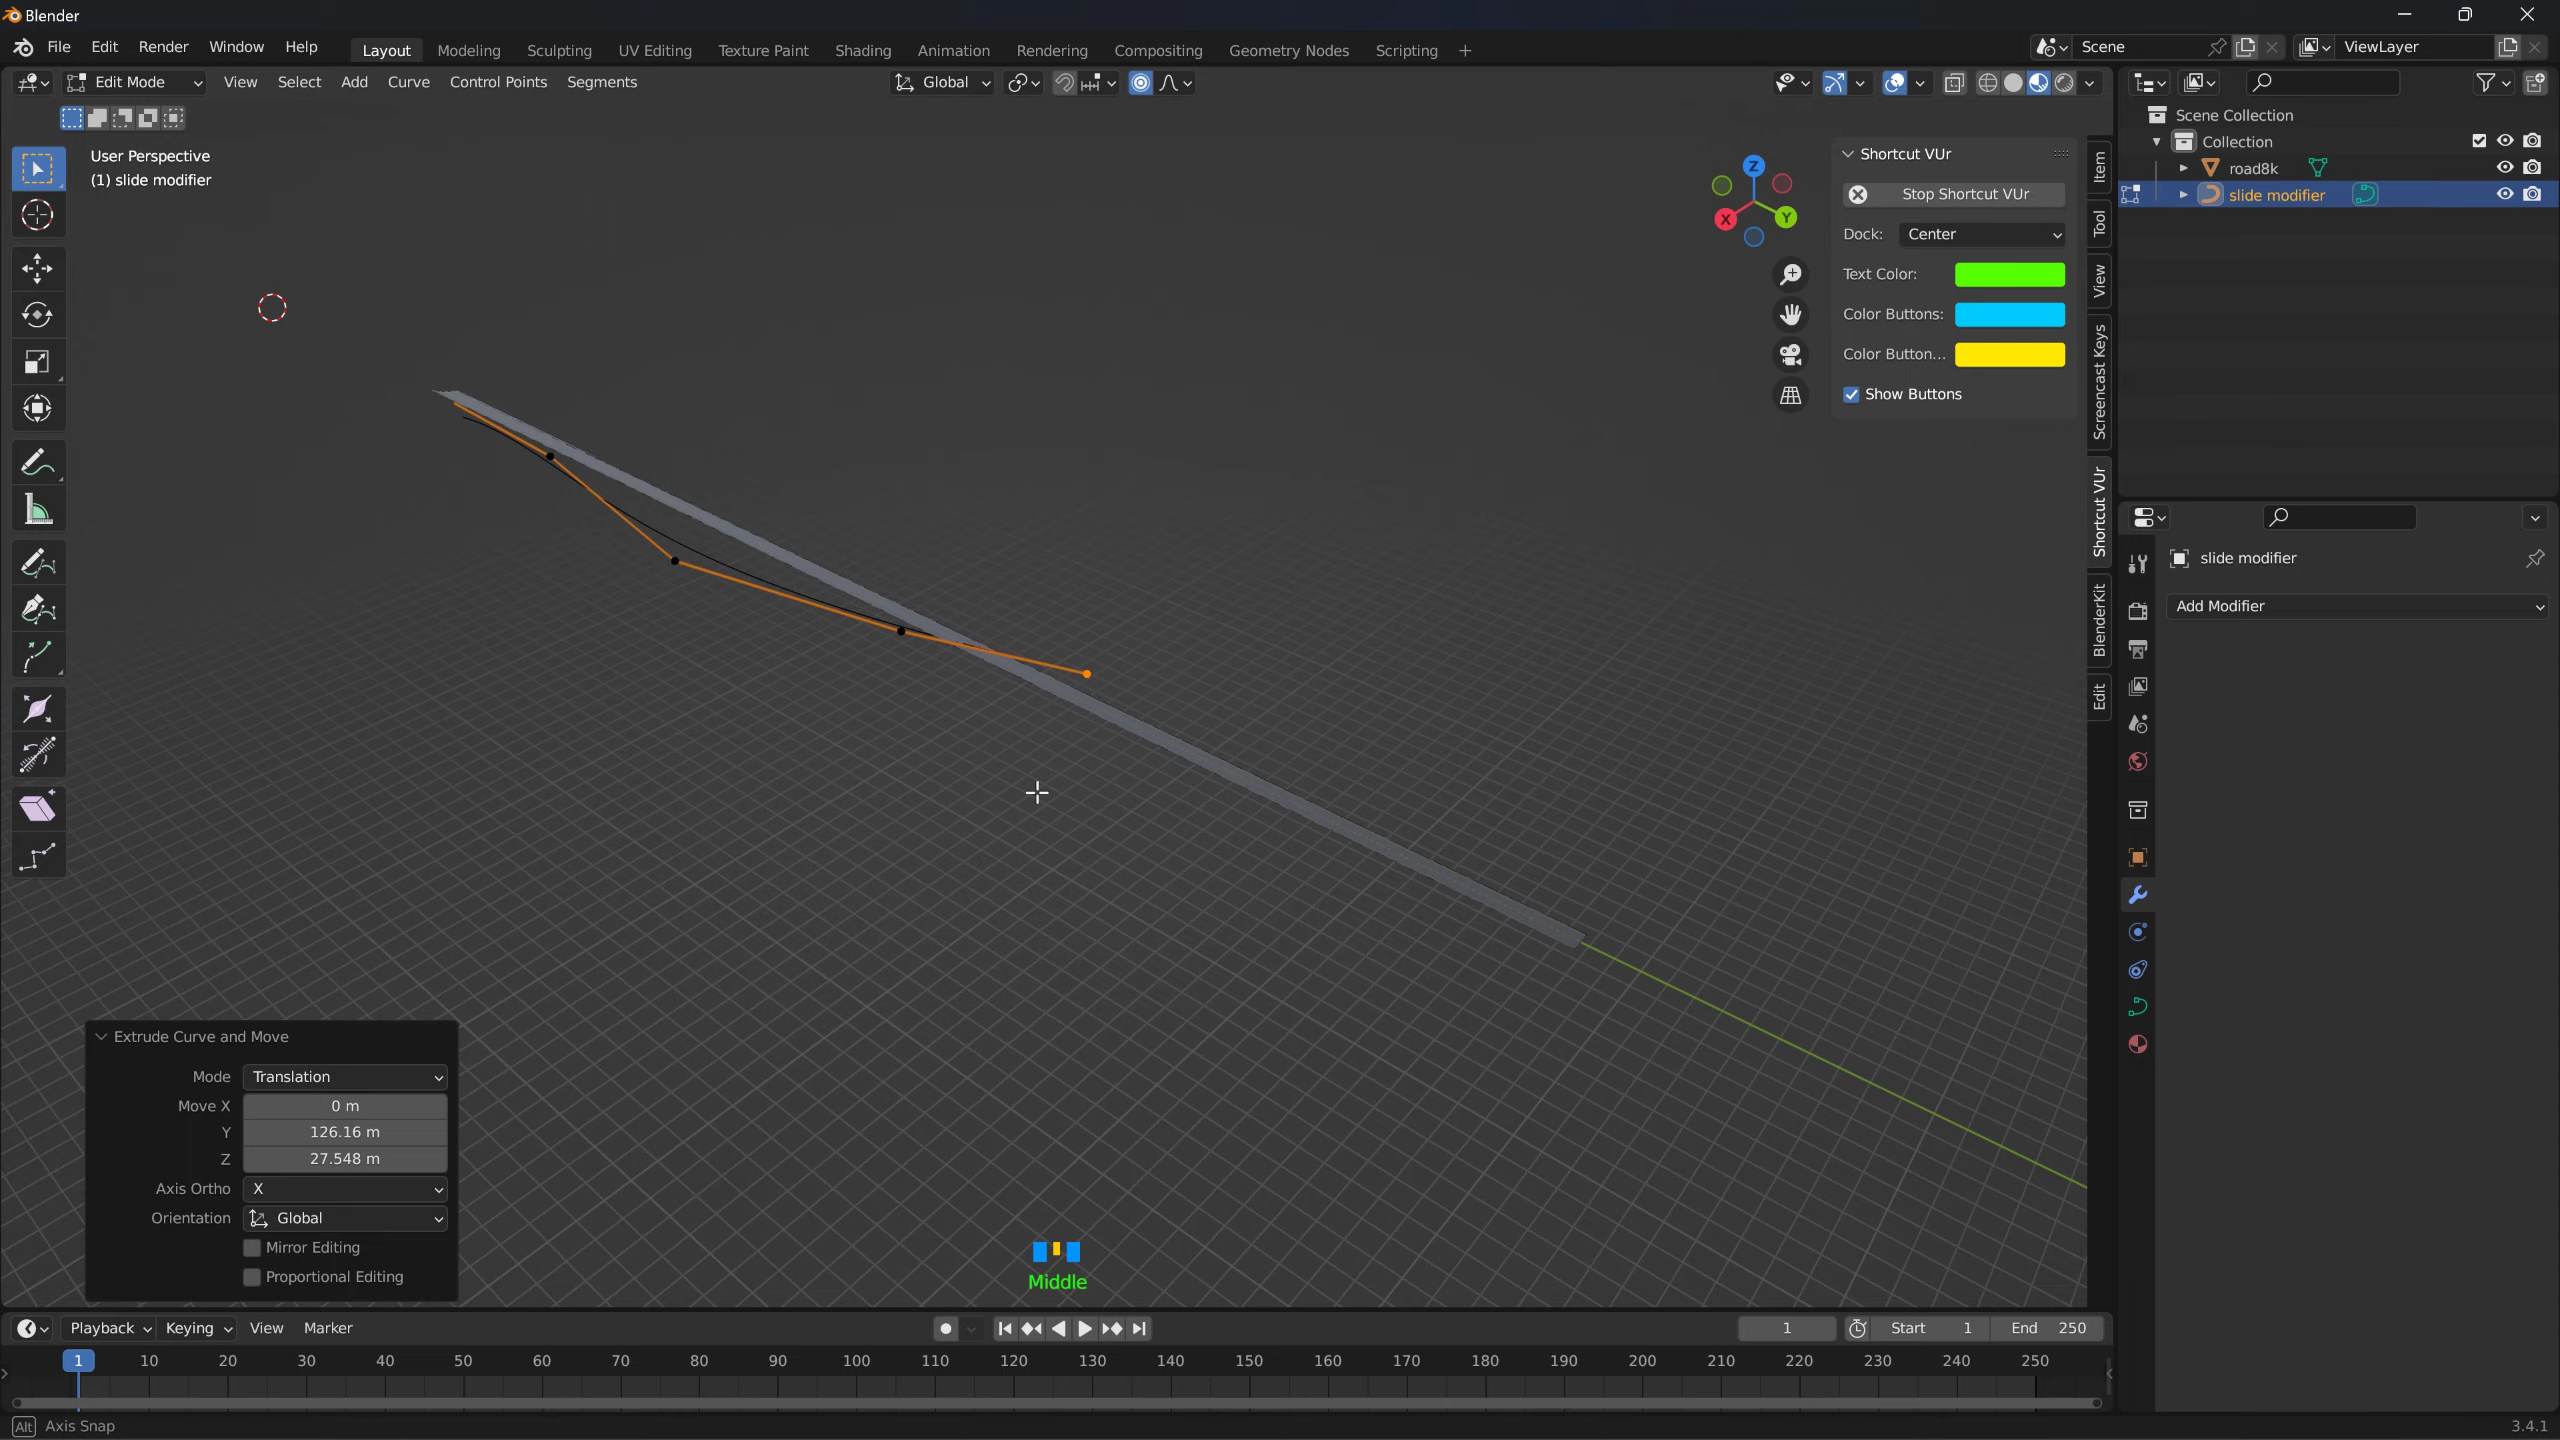 Blender
File Edit Render Window Help Layout Modeling Sculpting UV Editing Texture Paint Shading Animation Rendering Compositing Geometry Nodes Scripting + Scene ViewLayer
Edit Mode View Select Add Curve Control Points Segments Global
User Perspective
(1) slide modifier
Z
Y
X
Shortcut VUr
Stop Shortcut VUr
Dock: Center
Text Color:
Color Buttons:
Color Button...
Show Buttons
Item
Tool
View
Screencast Keys
Shortcut VUr
BlenderKit
Edit
Scene Collection
Collection
road8k
slide modifier
slide modifier
Add Modifier
Extrude Curve and Move
Mode Translation
Move X 0 m
Y 126.16 m
Z 27.548 m
Axis Ortho X
Orientation Global
Mirror Editing
Proportional Editing
Middle
Playback Keying View Marker 1 Start 1 End 250
1 10 20 30 40 50 60 70 80 90 100 110 120 130 140 150 160 170 180 190 200 210 220 230 240 250
Alt Axis Snap 3.4.1